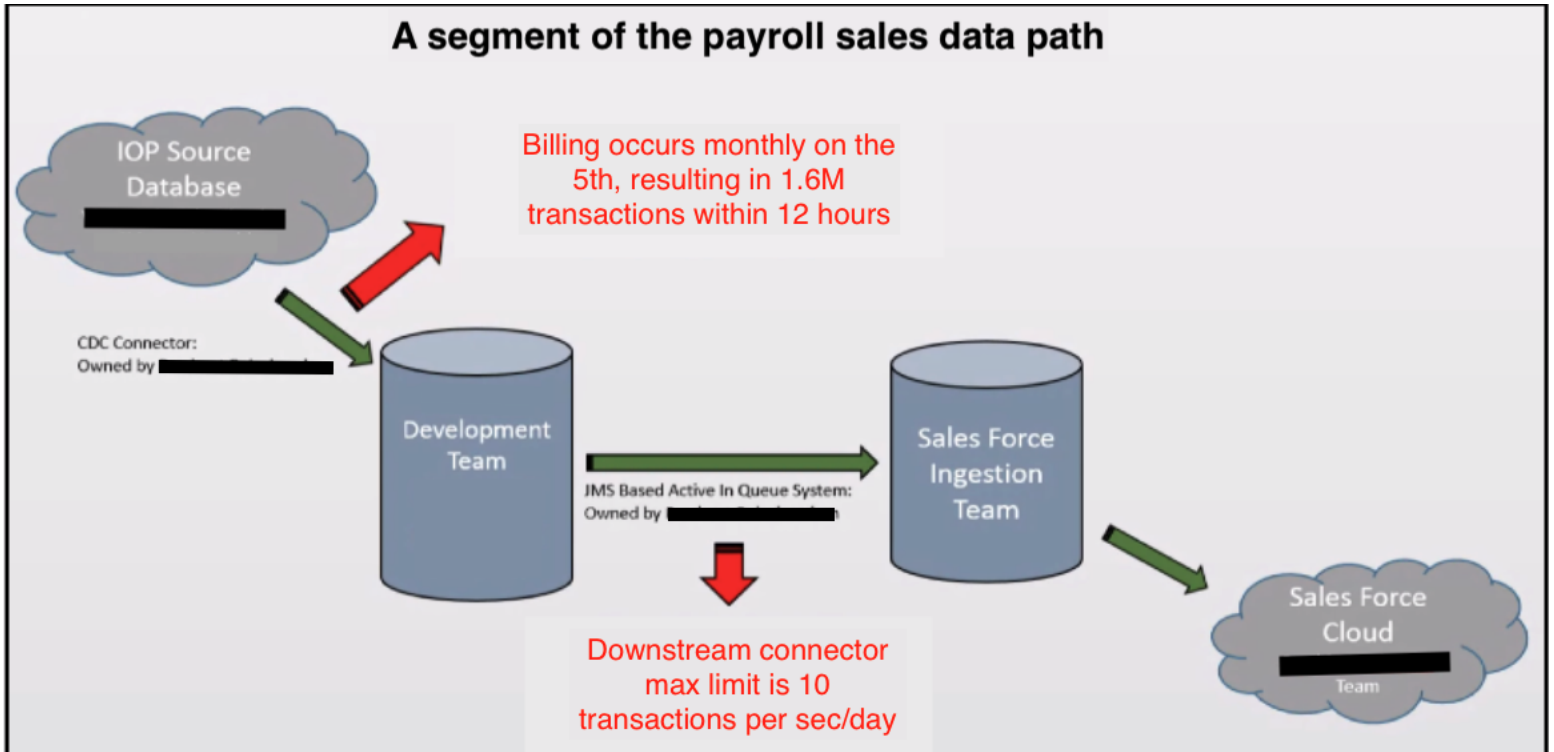 A segment of the payroll sales data path
IOP Source
Database
Billing occurs monthly on the
5th, resulting in 1.6M
transactions within 12 hours
CDC Connector:
Owned by
Development
Team
JMS Based Active In Queue System:
Owned by
Sales Force
Ingestion
Team
Downstream connector
max limit is 10
transactions per sec/day
Sales Force
Cloud
Team